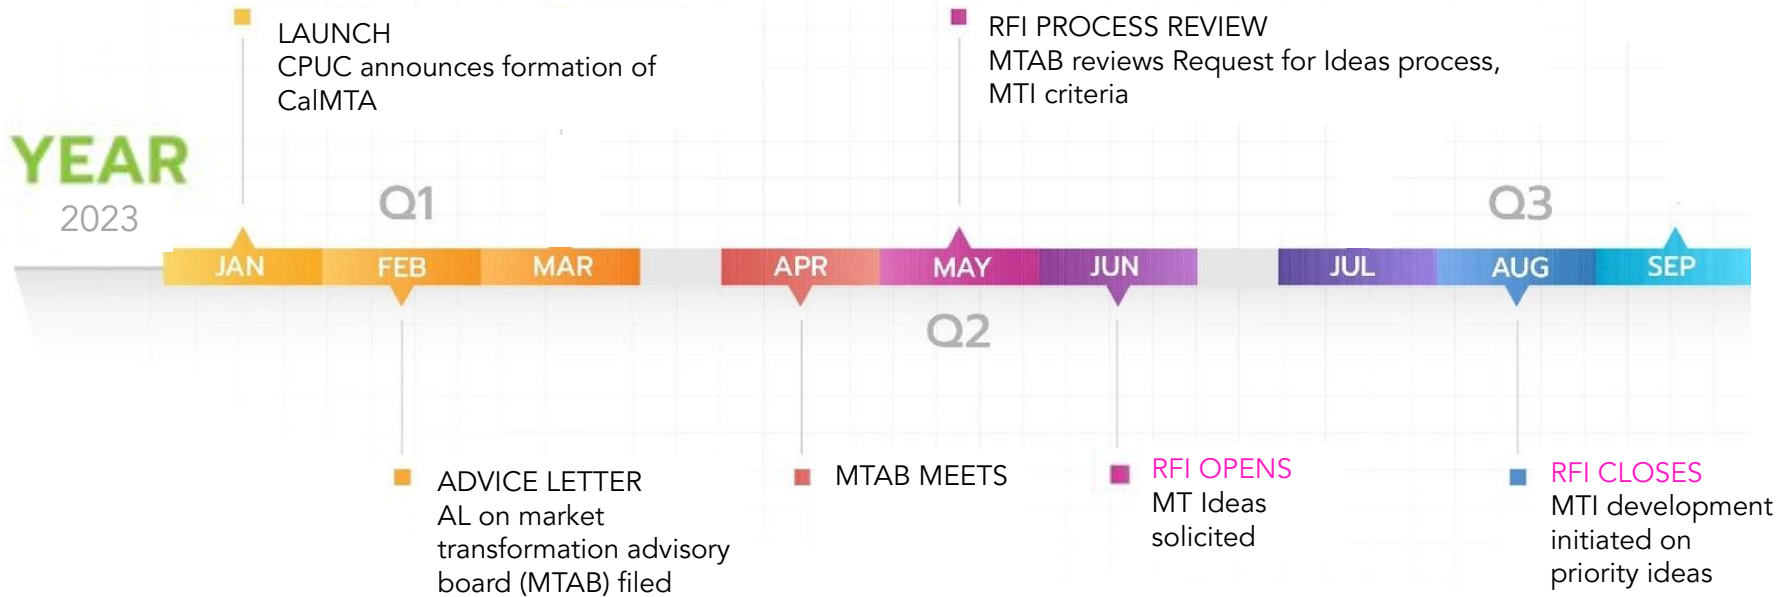 LAUNCH
CPUC announces formation of
CalMTA
RFI PROCESS REVIEW
MTAB reviews Request for Ideas process,
MTI criteria
YEAR
2023
Q1
Q3
JAN
FEB
MAR
APR
MAY
JUN
JUL
AUG
SEP
Q2
ADVICE LETTER
AL on market
transformation advisory
board (MTAB) filed
MTAB MEETS
RFI OPENS
MT Ideas
solicited
RFI CLOSES
MTI development
initiated on
priority ideas